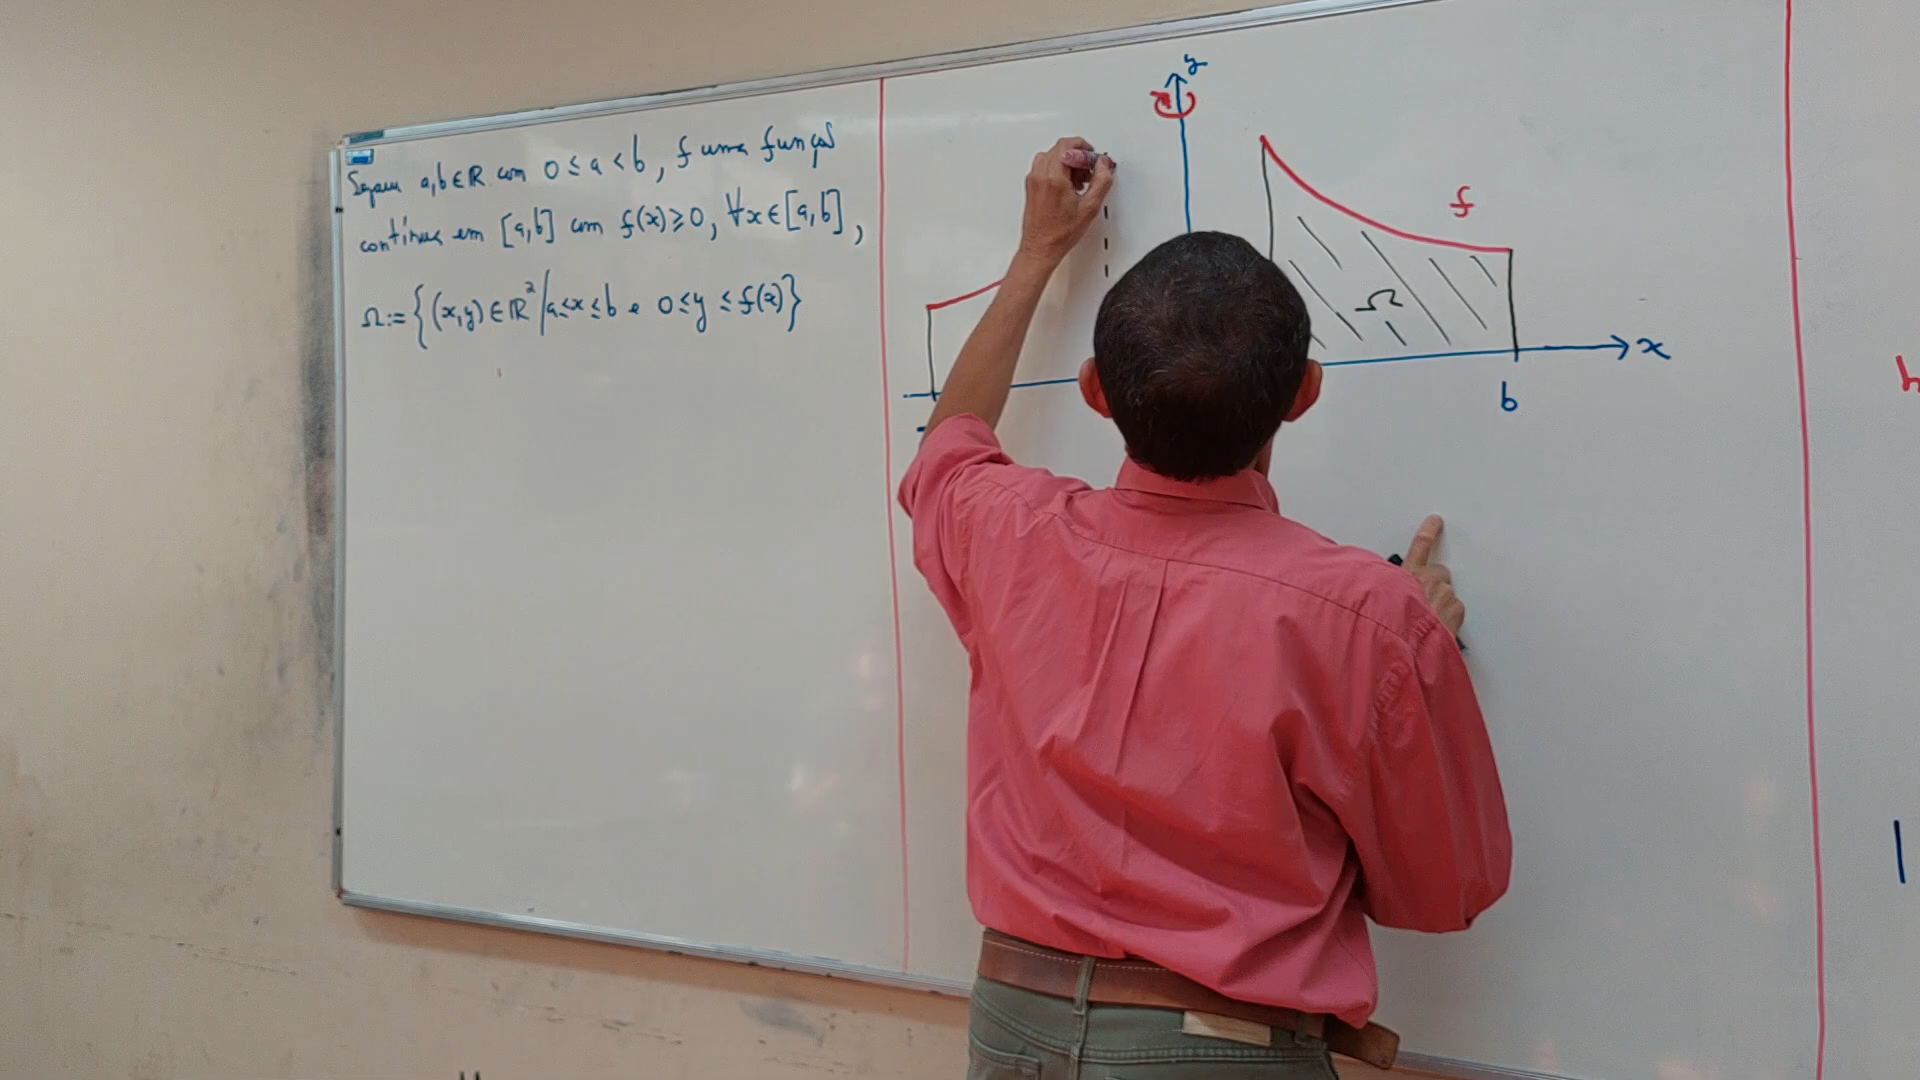 Sejam a,b∈ℝ com 0 ≤ a < b, f uma função
contínua em [a,b] com f(x)≥0, ∀x∈[a,b],
Ω:= {(x,y)∈ℝ²/a≤x≤b e 0≤y ≤f(x)}
y
f
Ω
x
b